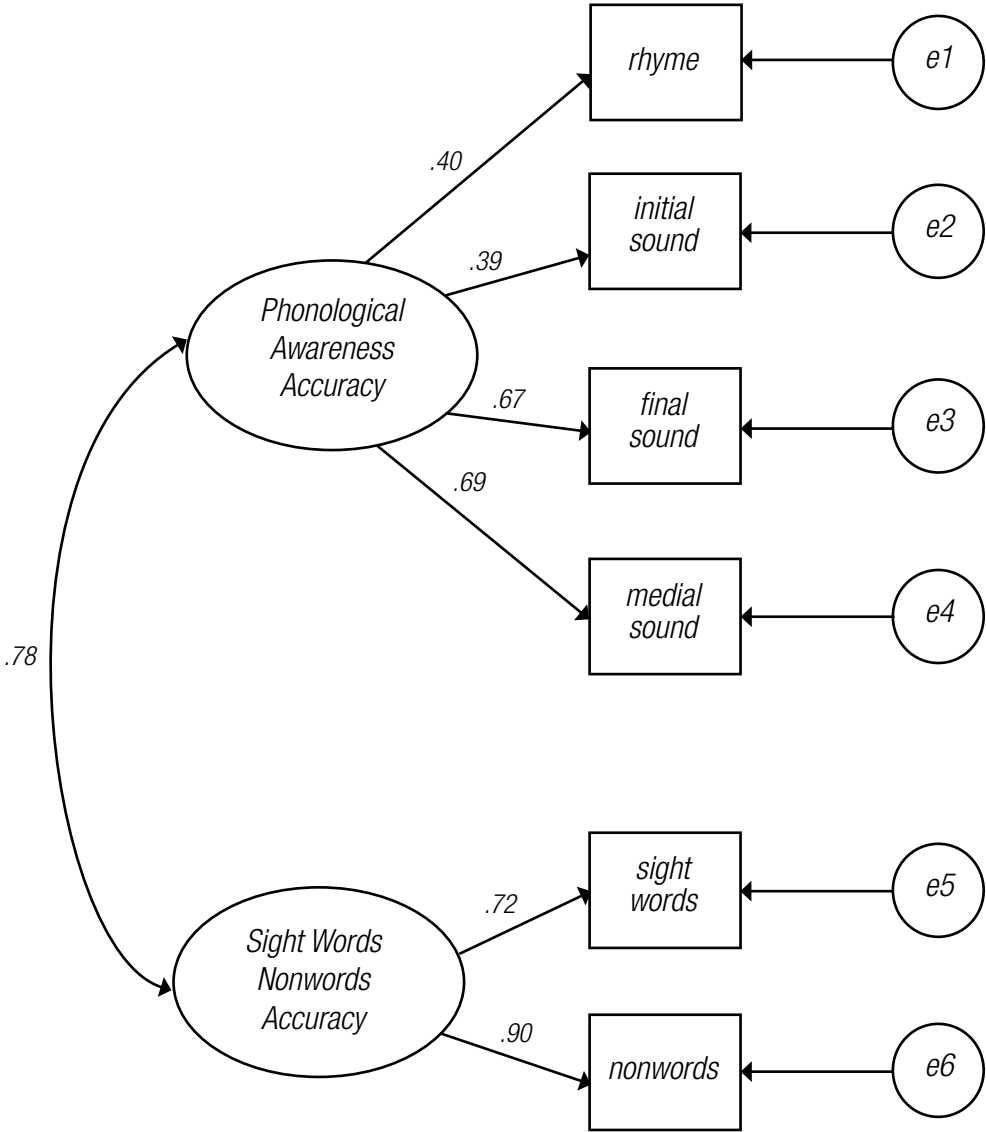 rhyme
e1
.40
initial
sound
e2
.39
Phonological
Awareness
Accuracy
.67
final
sound
e3
.69
medial
sound
e4
.78
sight
words
e5
.72
Sight Words
Nonwords
Accuracy
.90
nonwords
e6